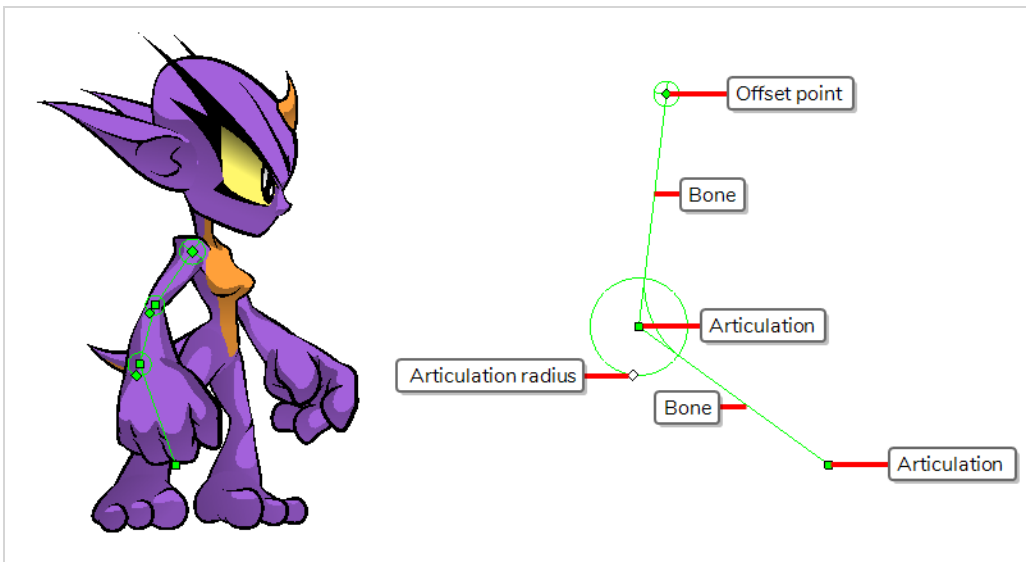 Offset point
Bone
Articulation
Articulation radius
Bone
Articulation